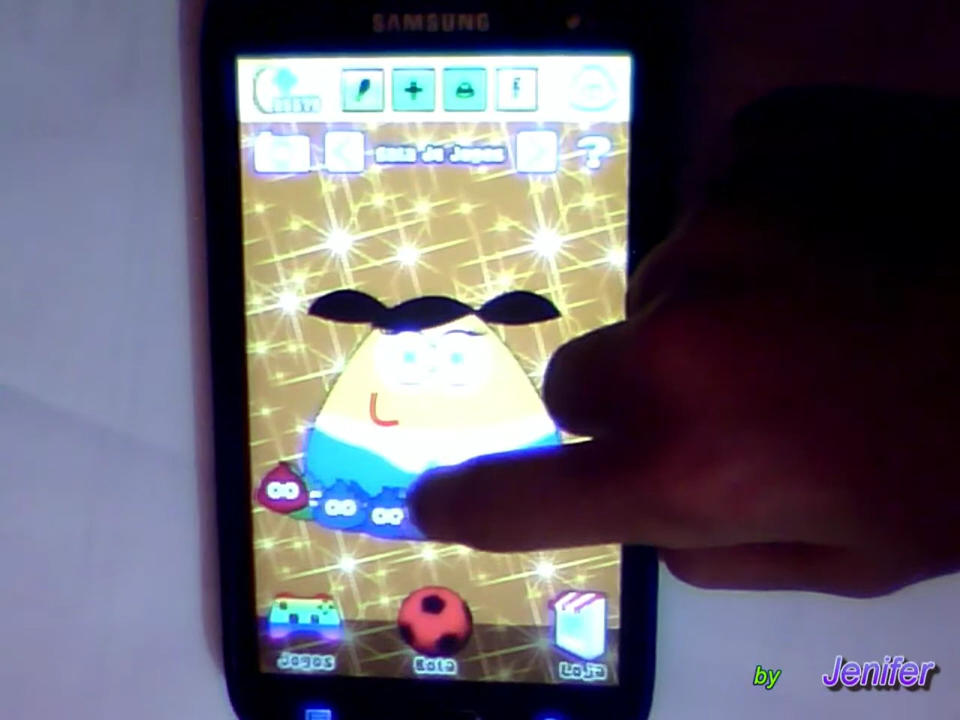 SAMSUNG
Sala de Jogos
?
Jogos
Bola
Loja
by Jenifer